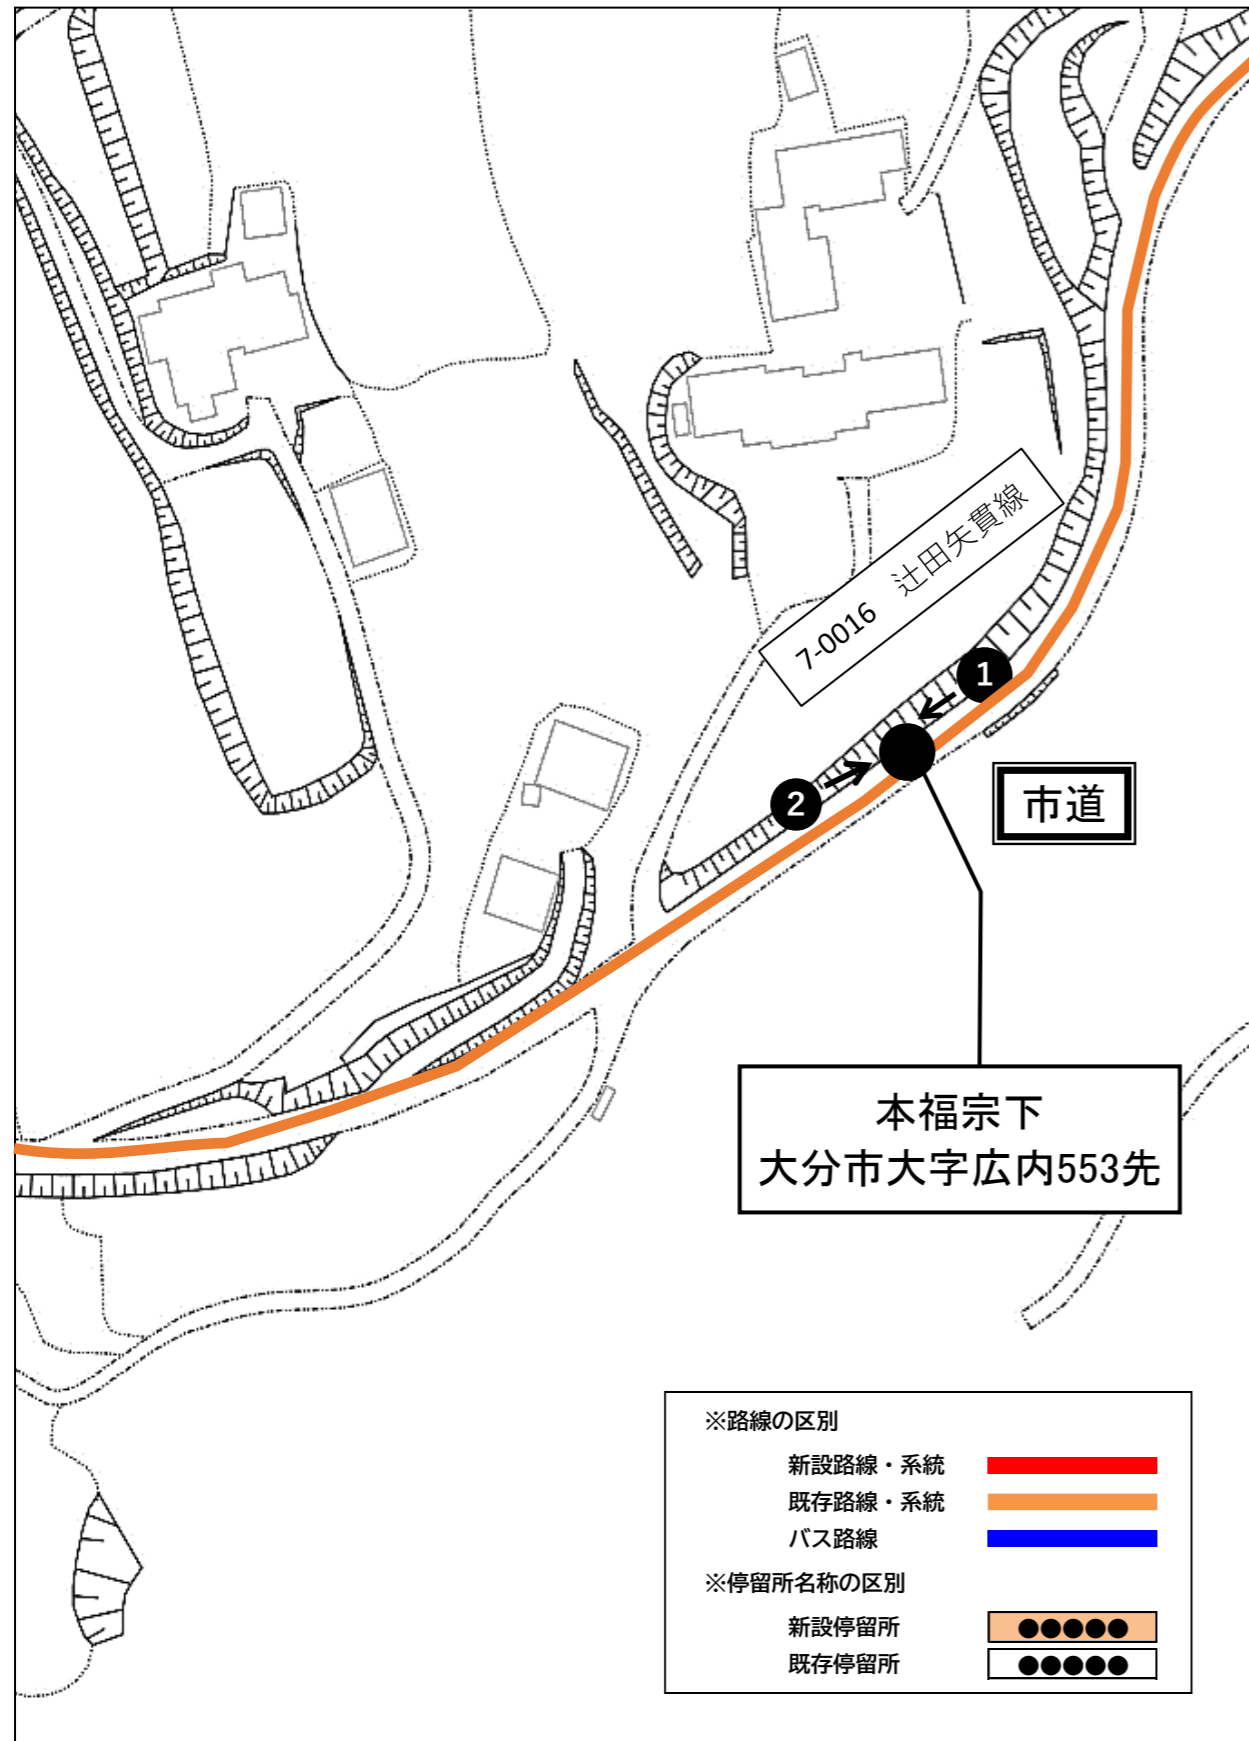 7-0016　辻田矢貫線
1
2
市道
本福宗下
大分市大字広内553先
※路線の区別
新設路線・系統
既存路線・系統
バス路線
※停留所名称の区別
新設停留所 ●●●●●
既存停留所 ●●●●●